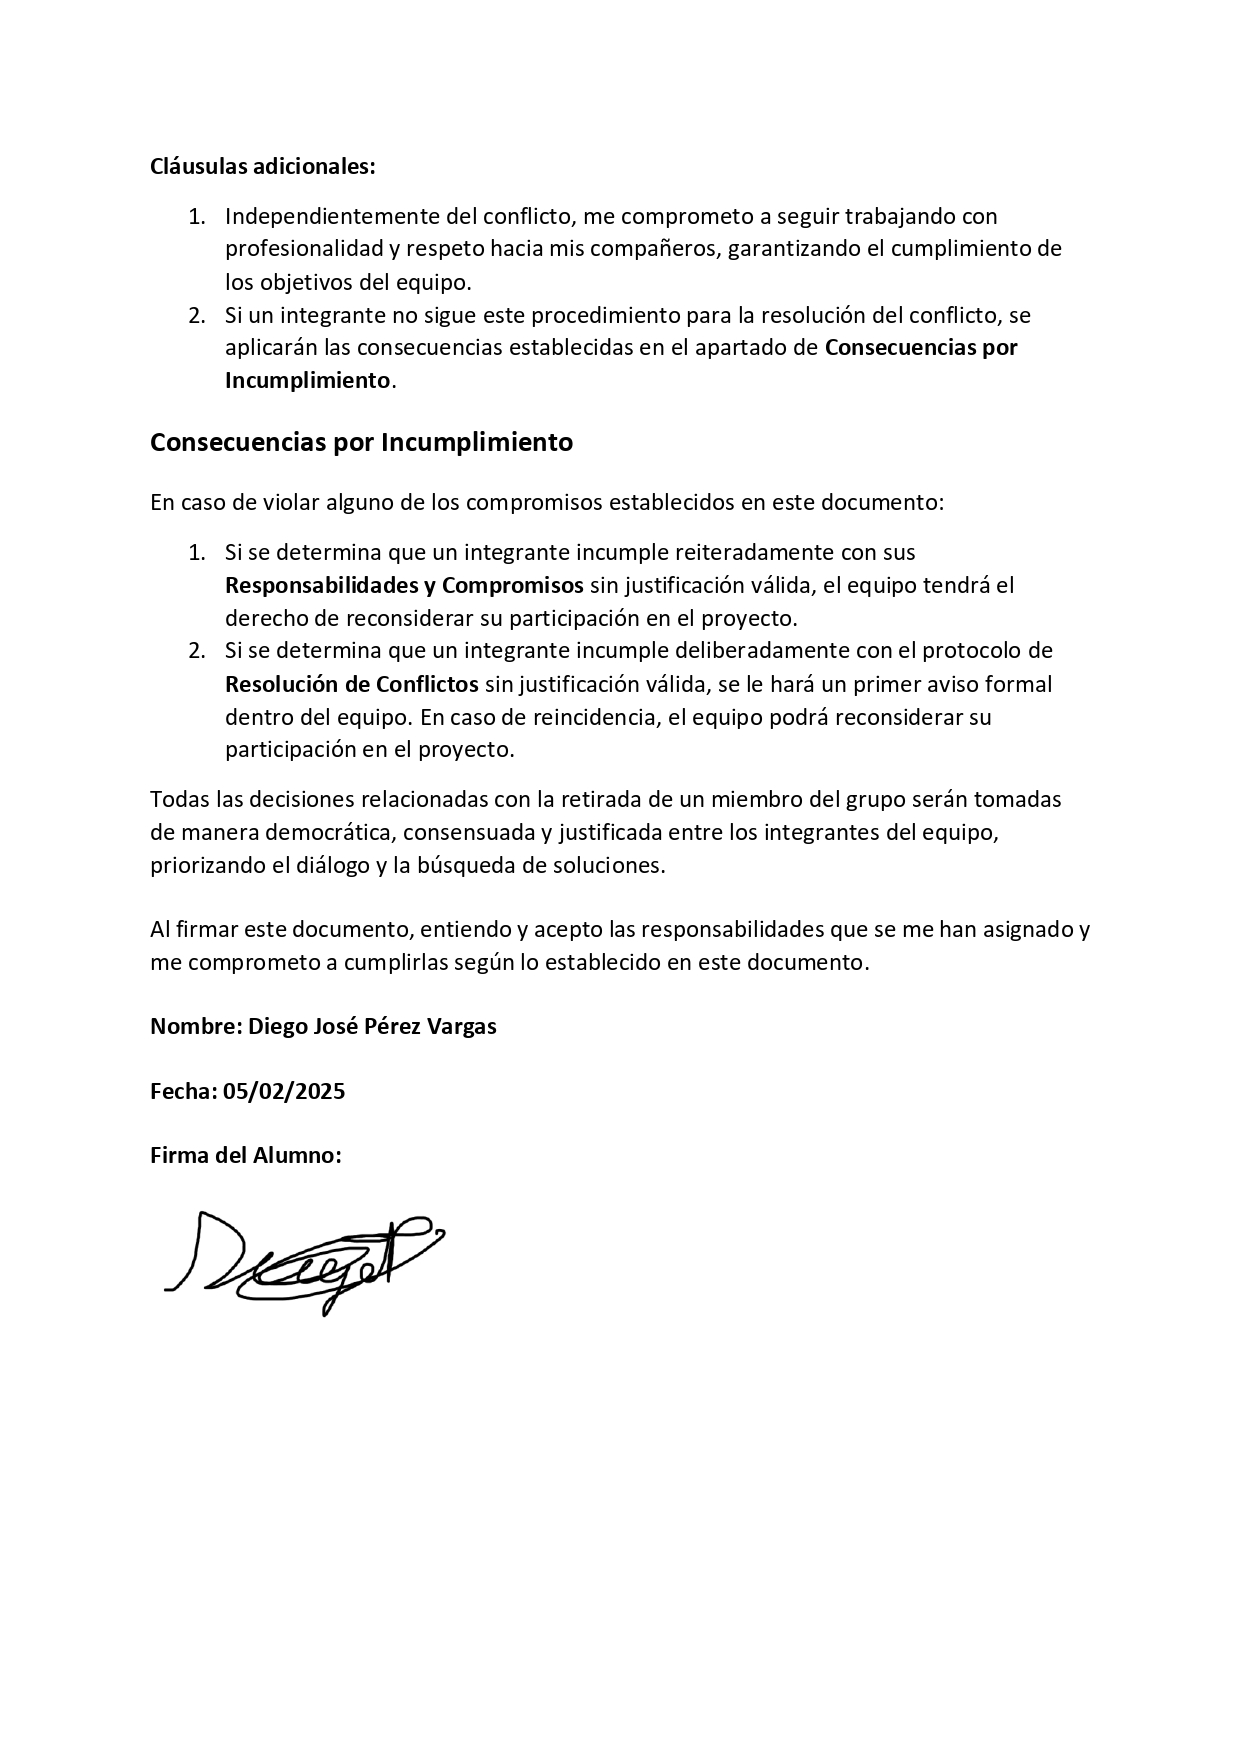 Cláusulas adicionales:
1. Independientemente del conflicto, me comprometo a seguir trabajando con
profesionalidad y respeto hacia mis compañeros, garantizando el cumplimiento de
los objetivos del equipo.
2. Si un integrante no sigue este procedimiento para la resolución del conflicto, se
aplicarán las consecuencias establecidas en el apartado de Consecuencias por
Incumplimiento.
Consecuencias por Incumplimiento
En caso de violar alguno de los compromisos establecidos en este documento:
1. Si se determina que un integrante incumple reiteradamente con sus
Responsabilidades y Compromisos sin justificación válida, el equipo tendrá el
derecho de reconsiderar su participación en el proyecto.
2. Si se determina que un integrante incumple deliberadamente con el protocolo de
Resolución de Conflictos sin justificación válida, se le hará un primer aviso formal
dentro del equipo. En caso de reincidencia, el equipo podrá reconsiderar su
participación en el proyecto.
Todas las decisiones relacionadas con la retirada de un miembro del grupo serán tomadas
de manera democrática, consensuada y justificada entre los integrantes del equipo,
priorizando el diálogo y la búsqueda de soluciones.
Al firmar este documento, entiendo y acepto las responsabilidades que se me han asignado y
me comprometo a cumplirlas según lo establecido en este documento.
Nombre: Diego José Pérez Vargas
Fecha: 05/02/2025
Firma del Alumno: